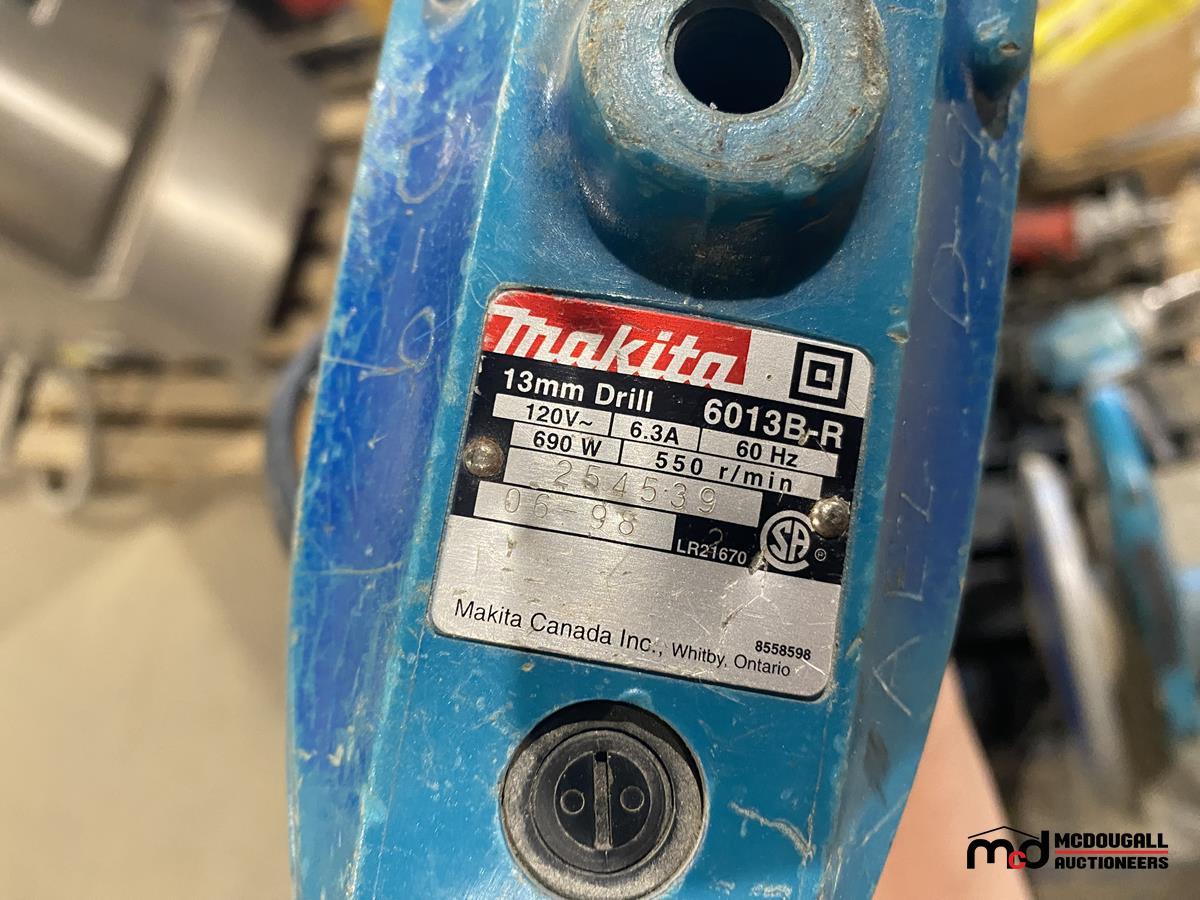 makita
13mm Drill 6013B-R
120V~ 6.3A 60 Hz
690 W 550 r/min
254539
06-98
LR21670 SA ®
Makita Canada Inc., Whitby, Ontario
8558598
mcd MCDOUGALL
AUCTIONEERS